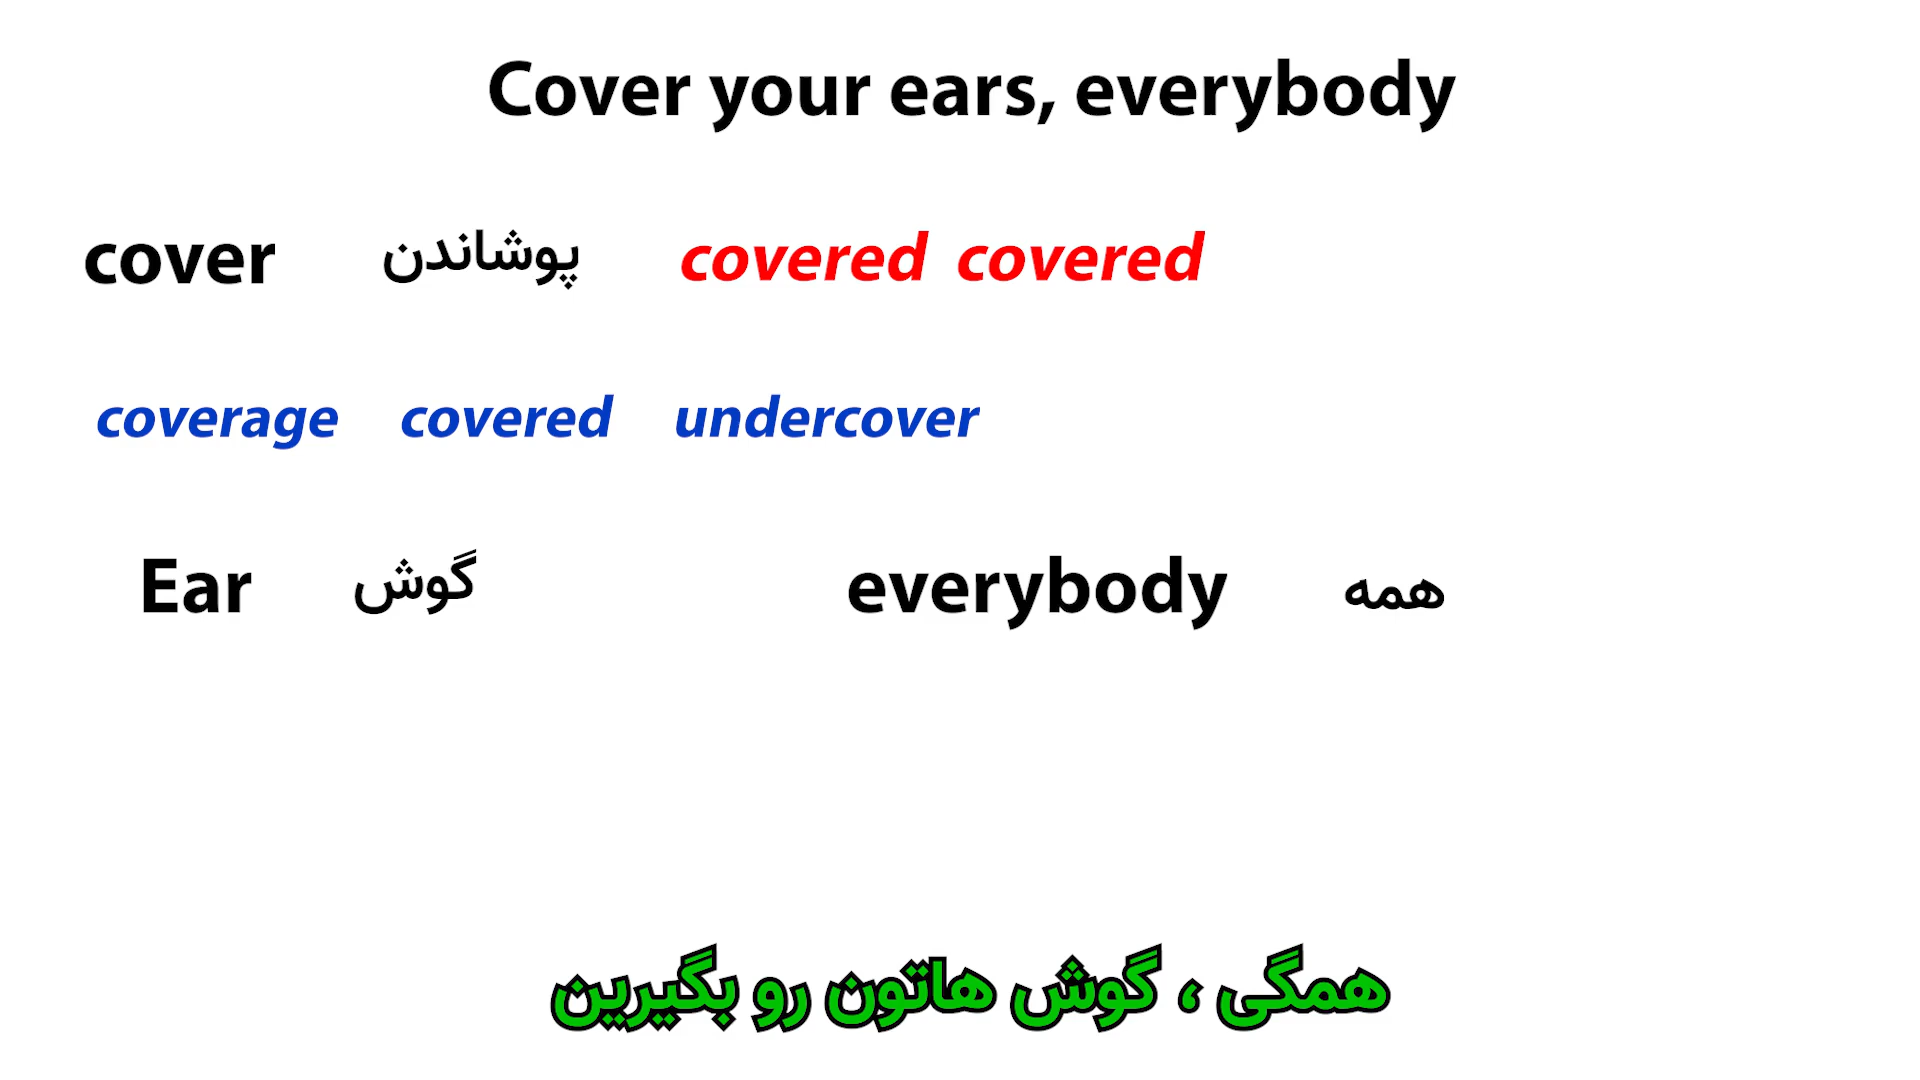 Cover your ears, everybody
cover پوشاندن covered covered
coverage covered undercover
Ear گوش everybody همه
همگی ، گوش هاتون رو بگیرین